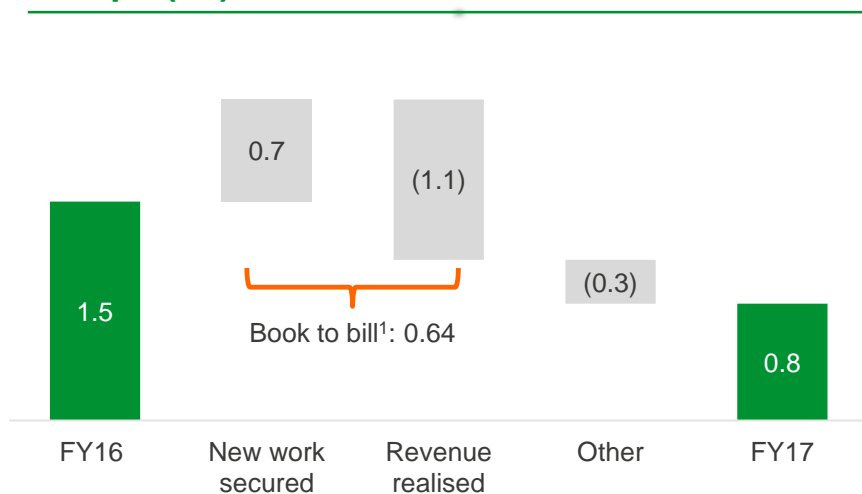 0.7
(1.1)
(0.3)
1.5
Book to bill¹: 0.64
0.8
FY16
New work
secured
Revenue
realised
Other
FY17